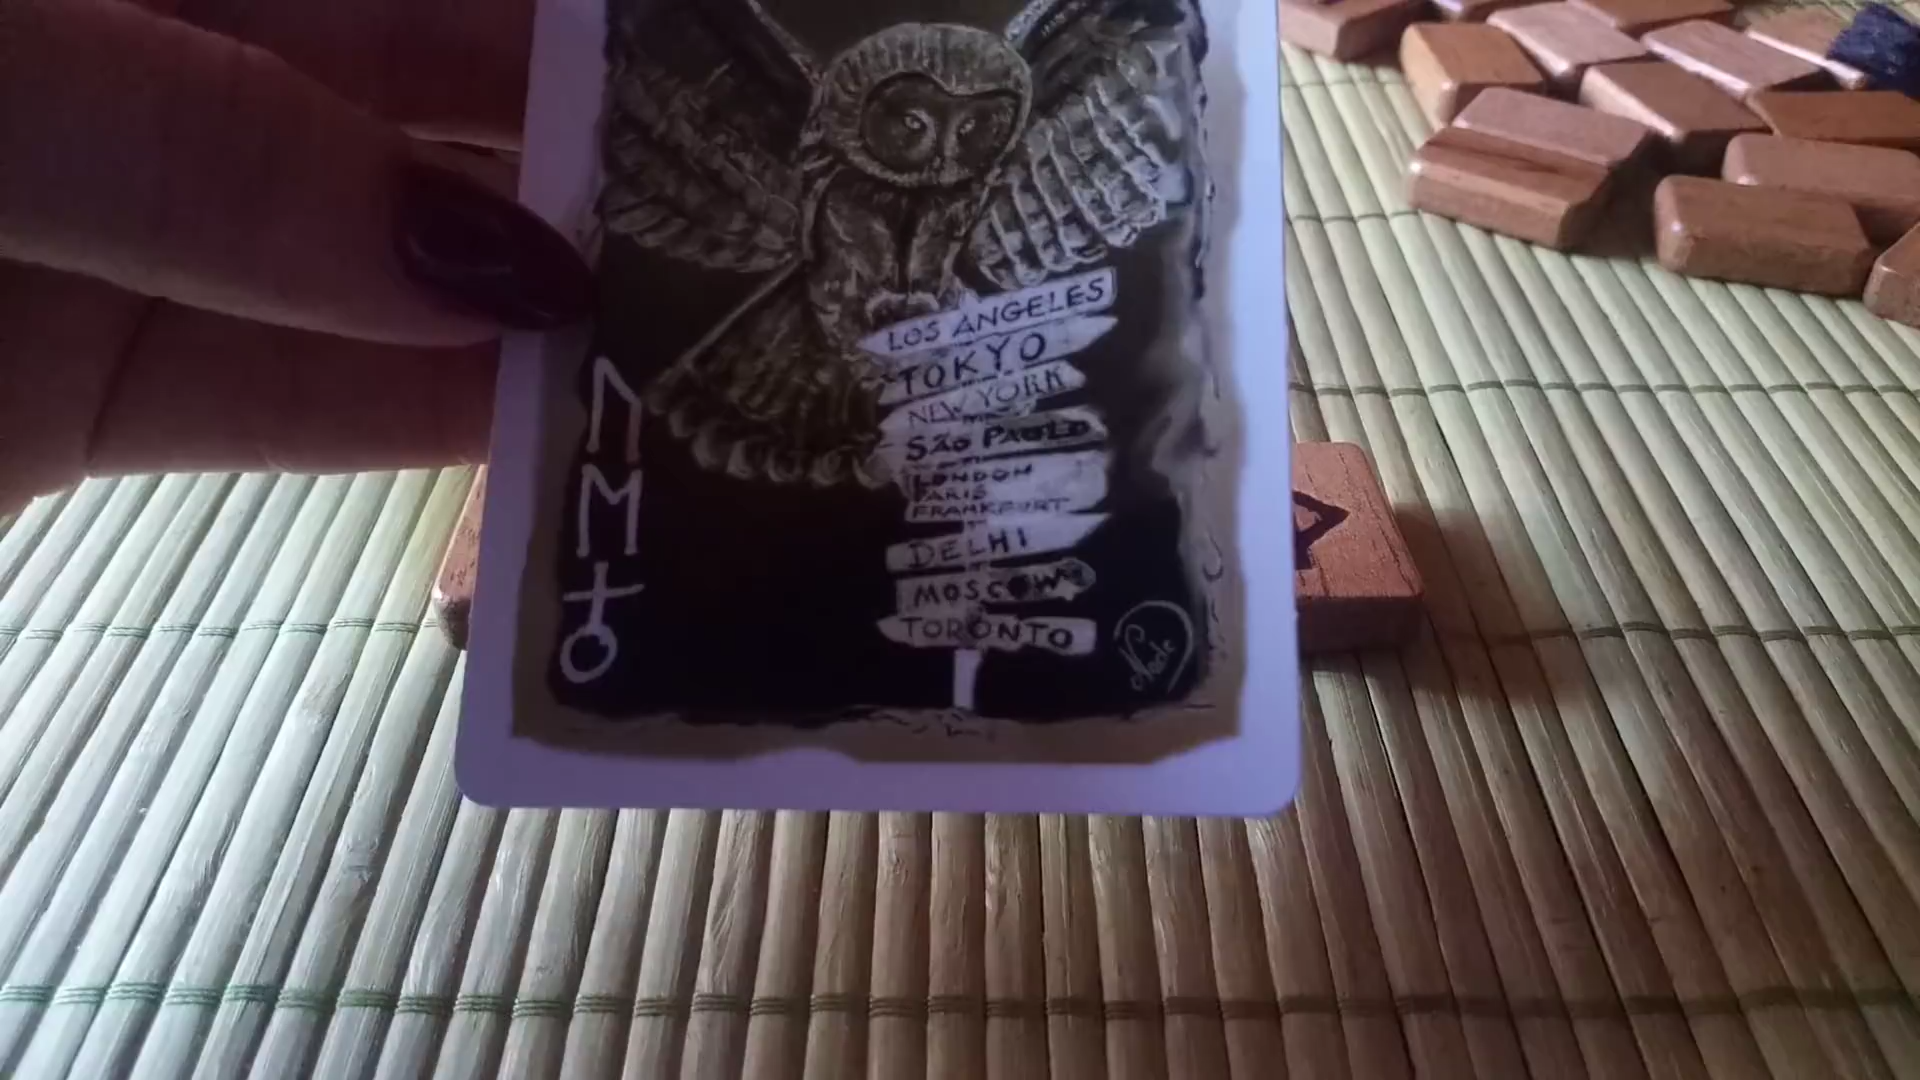 LOS ANGELES
TOKYO
NEW YORK
SÃo PAULO
LONDON
PARIS
FRANKFURT
DELHI
MOSCOW
TORONTO